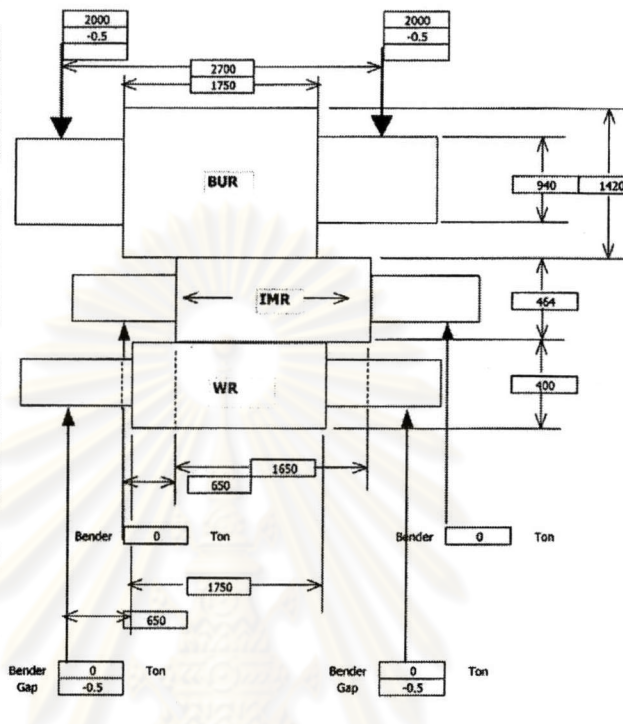 2000 2000
-0.5 -0.5
2700
1750
BUR
940 1420
IMR
464
WR
400
1650
650
Bender 0 Ton Bender 0 Ton
1750
650
Bender 0 Ton Bender 0 Ton
Gap -0.5 Gap -0.5